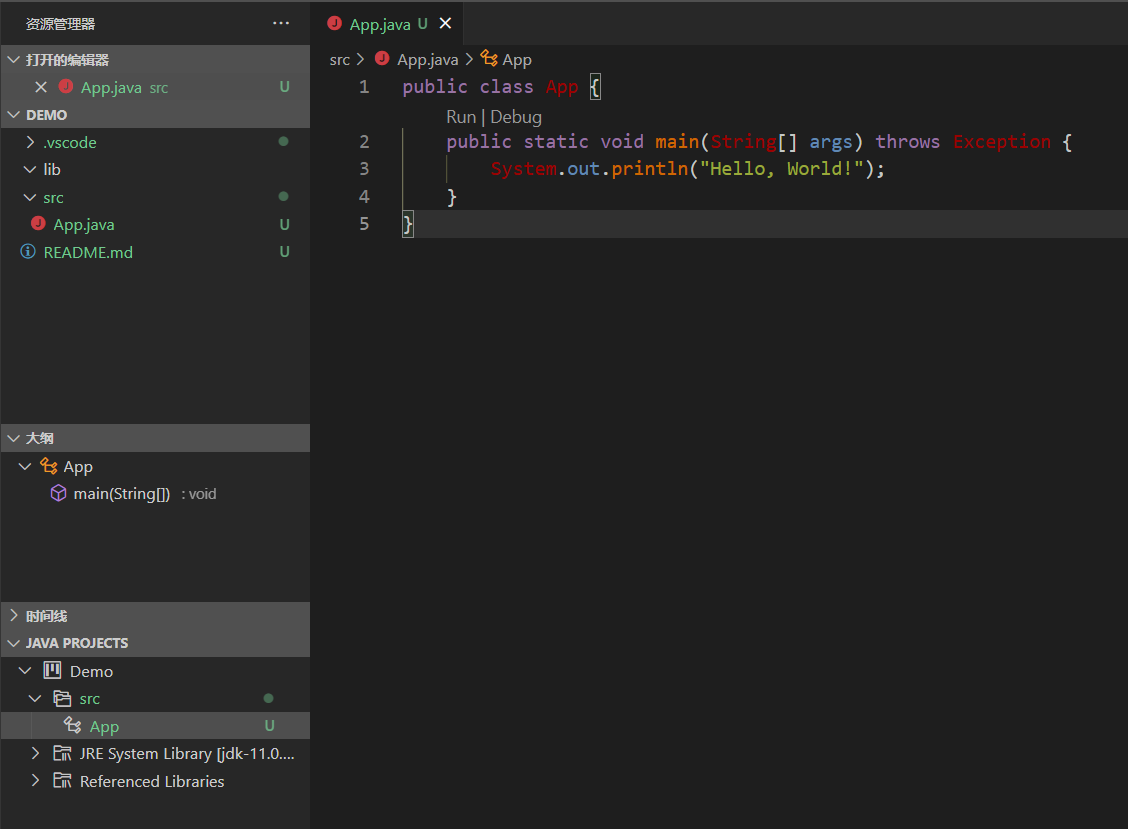 资源管理器 ···
打开的编辑器
App.java src U
DEMO
.vscode
lib
src
App.java U
README.md U
大纲
App
main(String[]) : void
时间线
JAVA PROJECTS
Demo
src
App U
JRE System Library [jdk-11.0....
Referenced Libraries
App.java U
src > App.java > App
1 public class App {
Run | Debug
2 public static void main(String[] args) throws Exception {
3 System.out.println("Hello, World!");
4 }
5 }